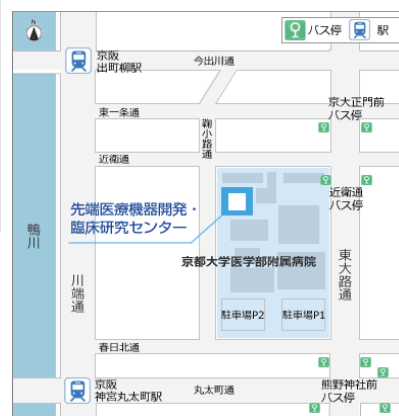 N
バス停 駅
京阪
出町柳駅
今出川通
京大正門前
バス停
東一条通
鞠小路通
近衛通
近衛通
バス停
先端医療機器開発・
臨床研究センター
鴨川
川端通
京都大学医学部附属病院
東大路通
駐車場P2
駐車場P1
春日北通
京阪
神宮丸太町駅
丸太町通
熊野神社前
バス停